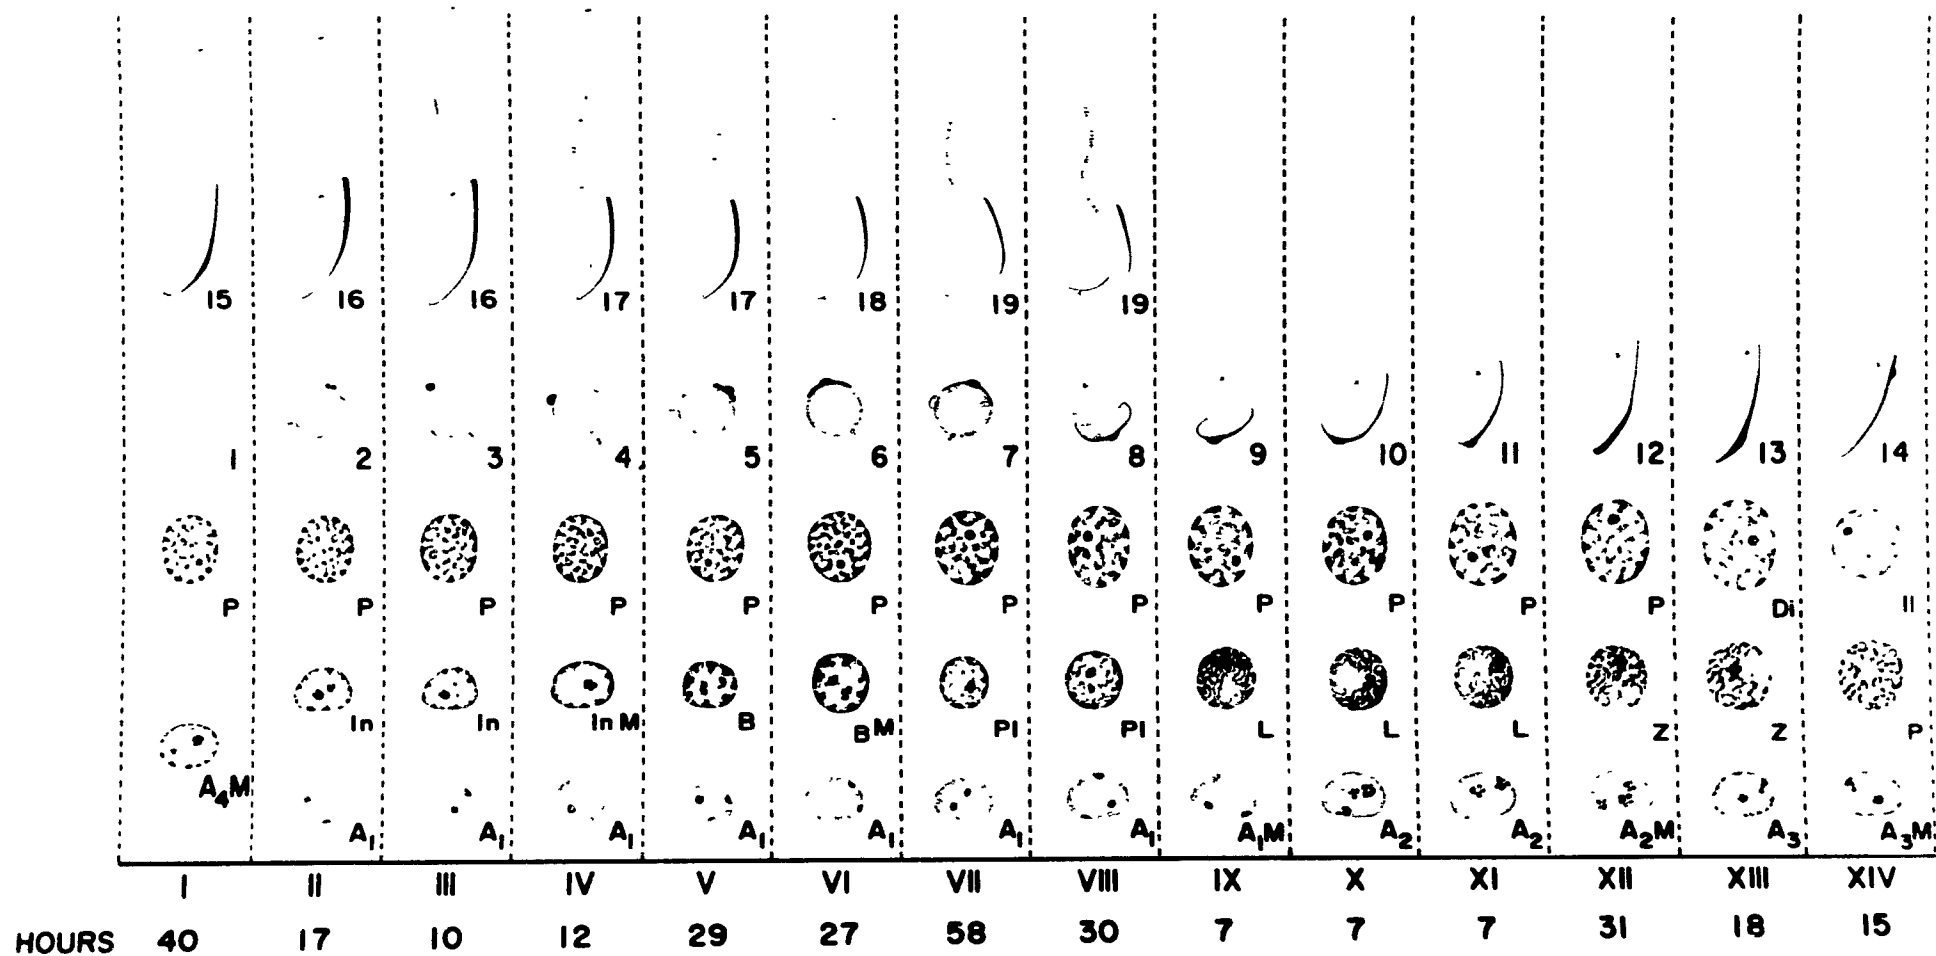 15 16 16 17 17 18 19 19
1 2 3 4 5 6 7 8 9 10 11 12 13 14
P P P P P P P P P P P P Di II
In In In M B B M Pl Pl L L L Z Z P
A₄M A₁ A₁ A₁ A₁ A₁ A₁ A₁ A₁M A₂ A₂ A₂M A₃ A₃M
I II III IV V VI VII VIII IX X XI XII XIII XIV
HOURS 40 17 10 12 29 27 58 30 7 7 7 31 18 15